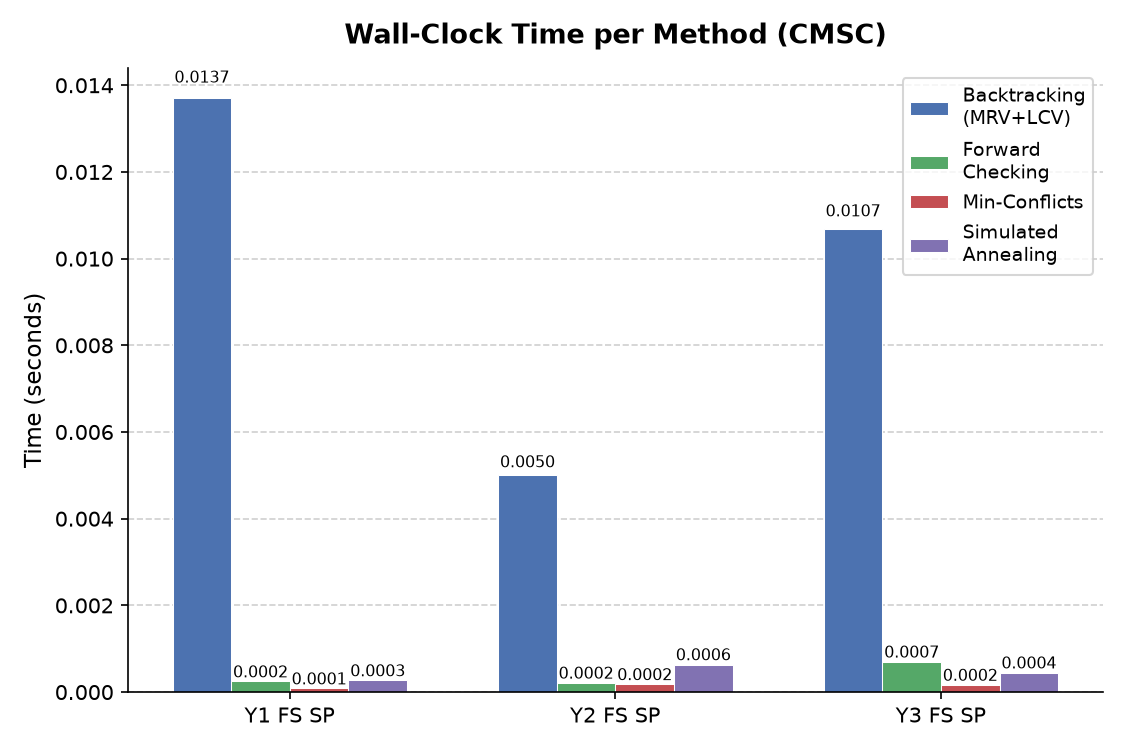 Wall-Clock Time per Method (CMSC)
Time (seconds)
0.014
0.012
0.010
0.008
0.006
0.004
0.002
0.000
0.0137
0.0002
0.0001
0.0003
0.0050
0.0002
0.0002
0.0006
0.0107
0.0007
0.0002
0.0004
Y1 FS SP
Y2 FS SP
Y3 FS SP
Backtracking
(MRV+LCV)
Forward
Checking
Min-Conflicts
Simulated
Annealing